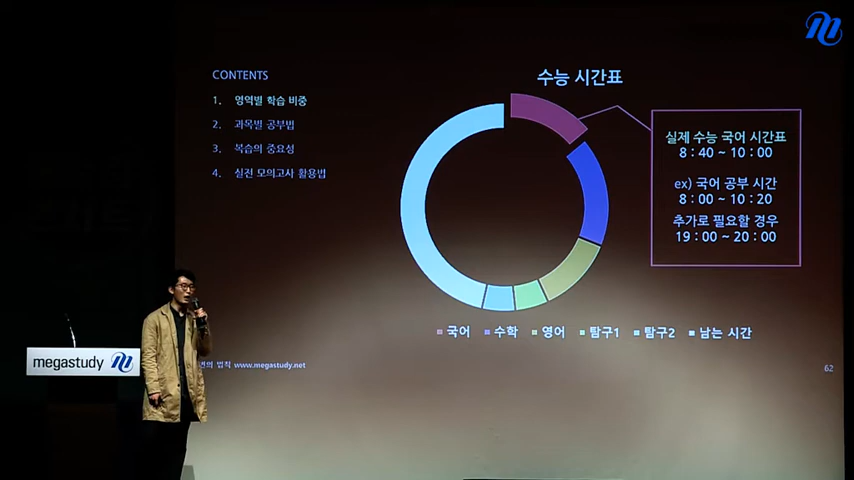 CONTENTS
1. 영역별 학습 비중
2. 과목별 공부법
3. 복습의 중요성
4. 실전 모의고사 활용법
수능 시간표
실제 수능 국어 시간표
8 : 40 ~ 10 : 00
ex) 국어 공부 시간
8 : 00 ~ 10 : 20
추가로 필요할 경우
19 : 00 ~ 20 : 00
국어 수학 영어 탐구1 탐구2 남는 시간
megastudy
법칙 www.megastudy.net
62